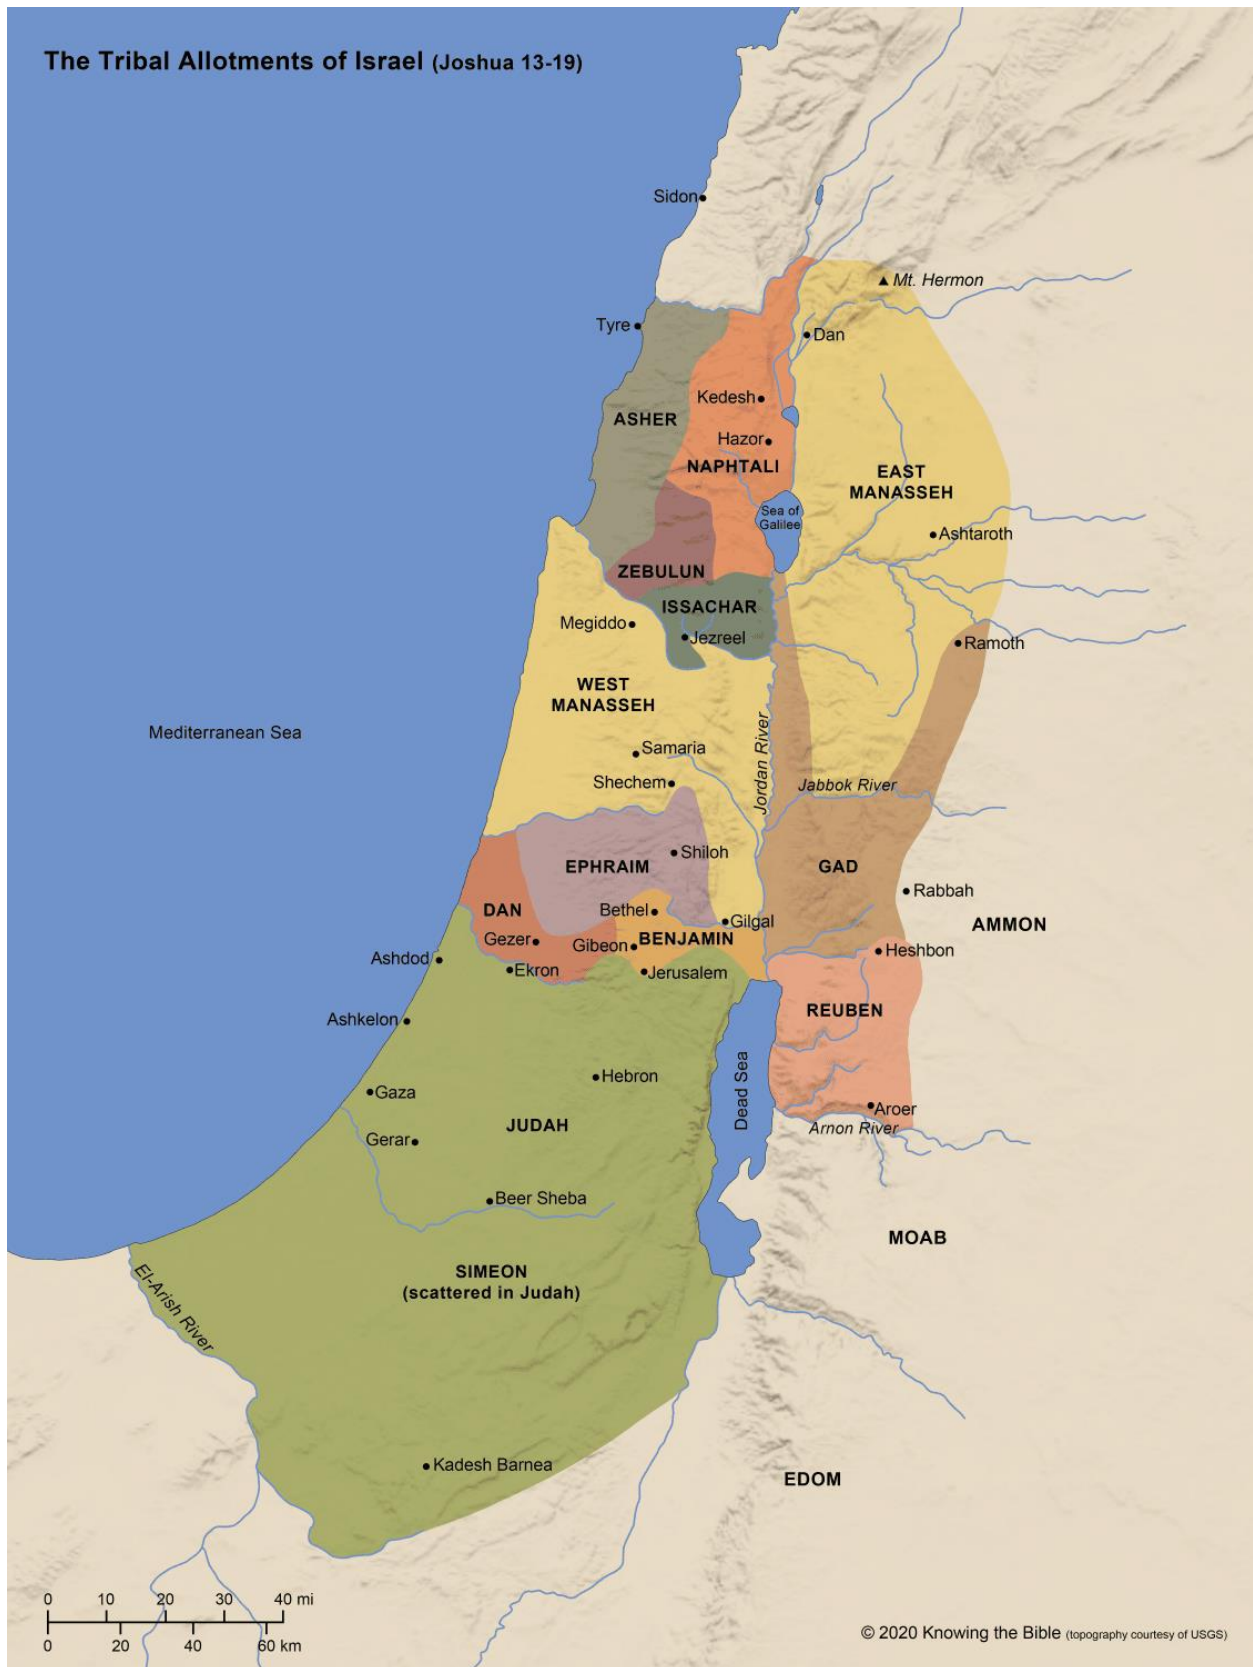 The Tribal Allotments of Israel (Joshua 13-19)
Sidon
Mt. Hermon
Tyre
Dan
Kedesh
ASHER
Hazor
NAPHTALI
EAST
MANASSEH
Sea of
Galilee
Ashtaroth
ZEBULUN
ISSACHAR
Megiddo
Jezreel
Ramoth
WEST
MANASSEH
Mediterranean Sea
Samaria
Jordan River
Shechem
Jabbok River
Shiloh
EPHRAIM
GAD
Rabbah
DAN
Bethel
Gilgal
AMMON
Gezer
Gibeon
BENJAMIN
Heshbon
Ashdod
Ekron
Jerusalem
REUBEN
Ashkelon
Hebron
Dead Sea
Gaza
Aroer
JUDAH
Arnon River
Gerar
Beer Sheba
MOAB
SIMEON
(scattered in Judah)
El-Arish River
Kadesh Barnea
EDOM
0 10 20 30 40 mi
0 20 40 60 km
© 2020 Knowing the Bible (topography courtesy of USGS)